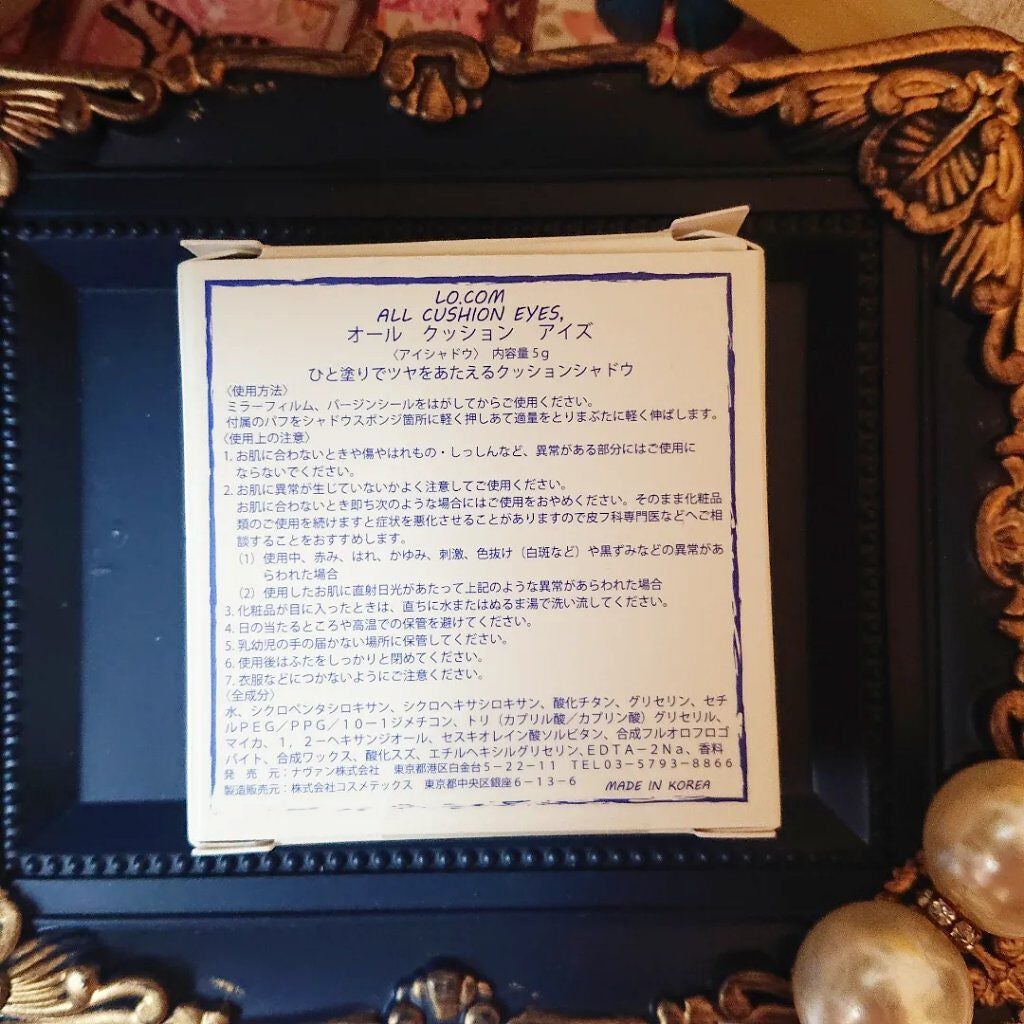 LO.COM
ALL CUSHION EYES,
オール クッション アイズ
〈アイシャドウ〉 内容量5g
ひと塗りでツヤをあたえるクッションシャドウ
〈使用方法〉
ミラーフィルム、バージンシールをはがしてからご使用ください。
付属のパフをシャドウスポンジ箇所に軽く押しあて適量をとりまぶたに軽く伸ばします。
〈使用上の注意〉
1. お肌に合わないときや傷やはれもの・しっしんなど、異常がある部分にはご使用に
ならないでください。
2. お肌に異常が生じていないかよく注意してご使用ください。
お肌に合わないとき即ち次のような場合にはご使用をおやめください。そのまま化粧品
類のご使用を続けますと症状を悪化させることがありますので皮フ科専門医などへご相
談することをおすすめします。
（1）使用中、赤み、はれ、かゆみ、刺激、色抜け（白斑など）や黒ずみなどの異常があ
らわれた場合
（2）使用したお肌に直射日光があたって上記のような異常があらわれた場合
3. 化粧品が目に入ったときは、直ちに水またはぬるま湯で洗い流してください。
4. 日の当たるところや高温での保管を避けてください。
5. 乳幼児の手の届かない場所に保管してください。
6. 使用後はふたをしっかりと閉めてください。
7. 衣服などにつかないようにご注意ください。
〈全成分〉
水、シクロペンタシロキサン、シクロヘキサシロキサン、酸化チタン、グリセリン、セチ
ルPEG／PPG／10－1ジメチコン、トリ（カプリル酸／カプリン酸）グリセリル、
マイカ、1，2－ヘキサンジオール、セスキオレイン酸ソルビタン、合成フルオロフロゴ
パイト、合成ワックス、酸化スズ、エチルヘキシルグリセリン、EDTA－2Na、香料
発 売 元：ナヴァン株式会社 東京都港区白金台5－22－11 TEL03－5793－8866
製造販売元：株式会社コスメテックス 東京都中央区銀座6－13－6 MADE IN KOREA